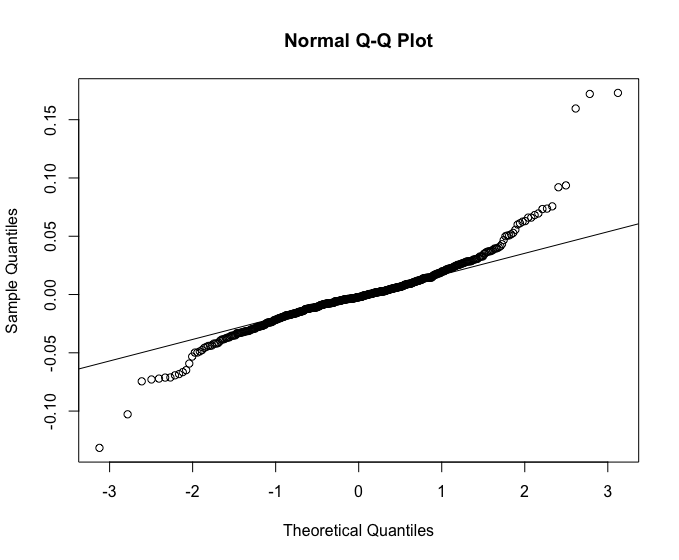 Normal Q-Q Plot
Sample Quantiles
0.15
0.10
0.05
0.00
-0.05
-0.10
-3 -2 -1 0 1 2 3
Theoretical Quantiles